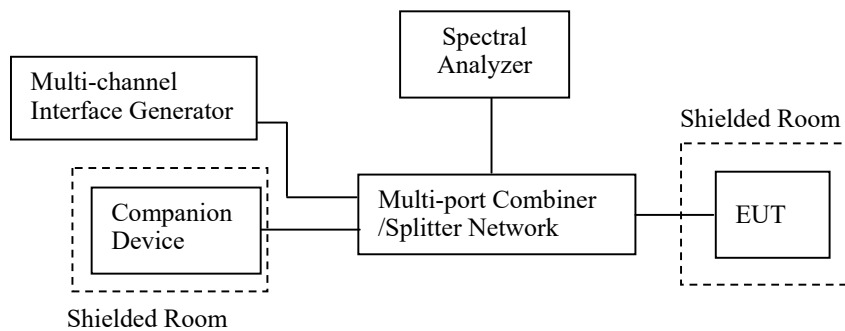 Spectral
Analyzer
Multi-channel
Interface Generator
Shielded Room
Multi-port Combiner
/Splitter Network
EUT
Companion
Device
Shielded Room